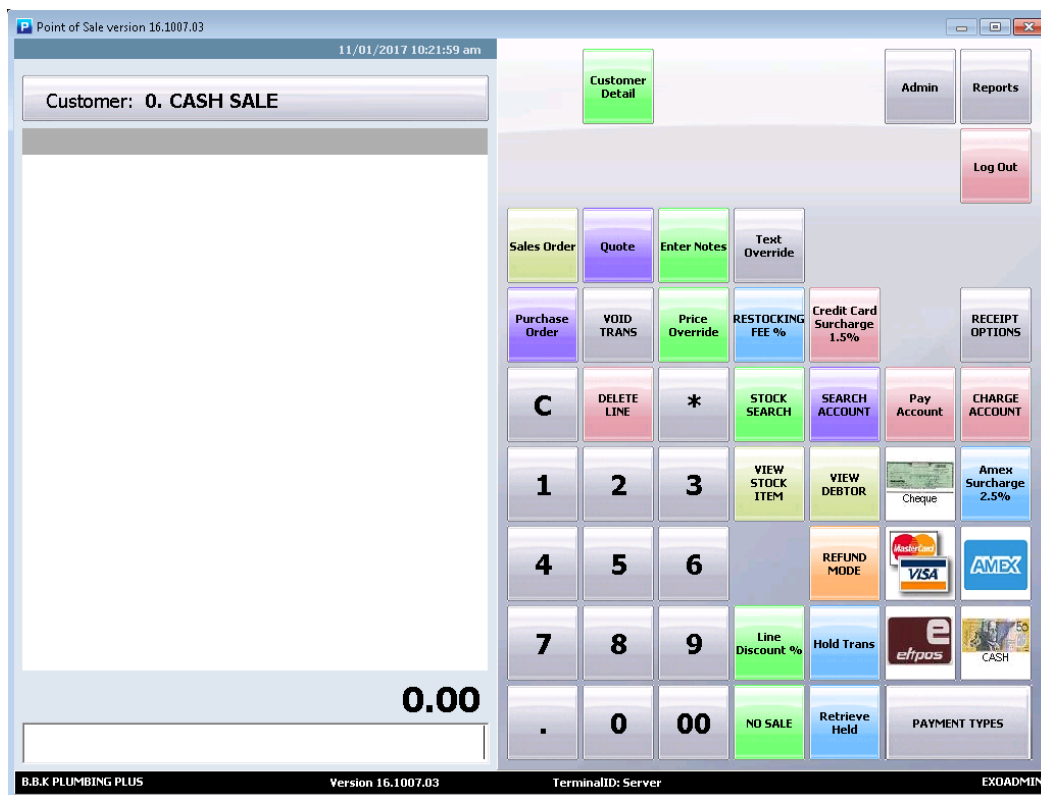 P Point of Sale version 16.1007.03
11/01/2017 10:21:59 am
Customer: 0. CASH SALE
0.00
Customer
Detail
Admin
Reports
Log Out
Sales Order
Quote
Enter Notes
Text
Override
Purchase
Order
VOID
TRANS
Price
Override
RESTOCKING
FEE %
Credit Card
Surcharge
1.5%
RECEIPT
OPTIONS
C
DELETE
LINE
*
STOCK
SEARCH
SEARCH
ACCOUNT
Pay
Account
CHARGE
ACCOUNT
1
2
3
VIEW
STOCK
ITEM
VIEW
DEBTOR
Cheque
Amex
Surcharge
2.5%
4
5
6
REFUND
MODE
MasterCard
VISA
AMEX
7
8
9
Line
Discount %
Hold Trans
e
eftpos
50
CASH
.
0
00
NO SALE
Retrieve
Held
PAYMENT TYPES
B.B.K PLUMBING PLUS
Version 16.1007.03
TerminalID: Server
EXOADMIN